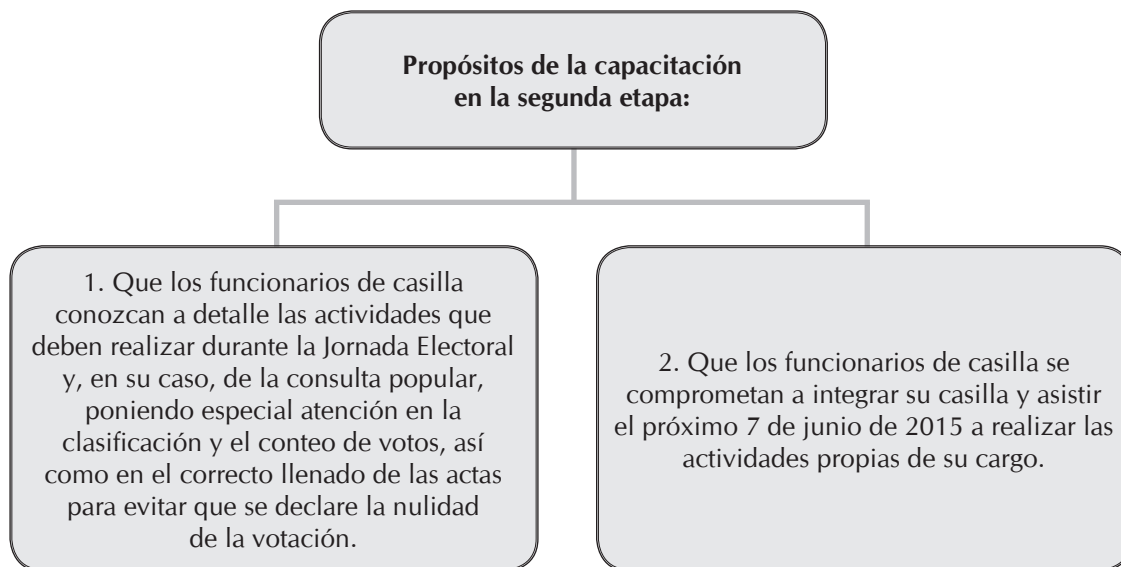 Propósitos de la capacitación
en la segunda etapa:
1. Que los funcionarios de casilla
conozcan a detalle las actividades que
deben realizar durante la Jornada Electoral
y, en su caso, de la consulta popular,
poniendo especial atención en la
clasificación y el conteo de votos, así
como en el correcto llenado de las actas
para evitar que se declare la nulidad
de la votación.
2. Que los funcionarios de casilla se
comprometan a integrar su casilla y asistir
el próximo 7 de junio de 2015 a realizar las
actividades propias de su cargo.